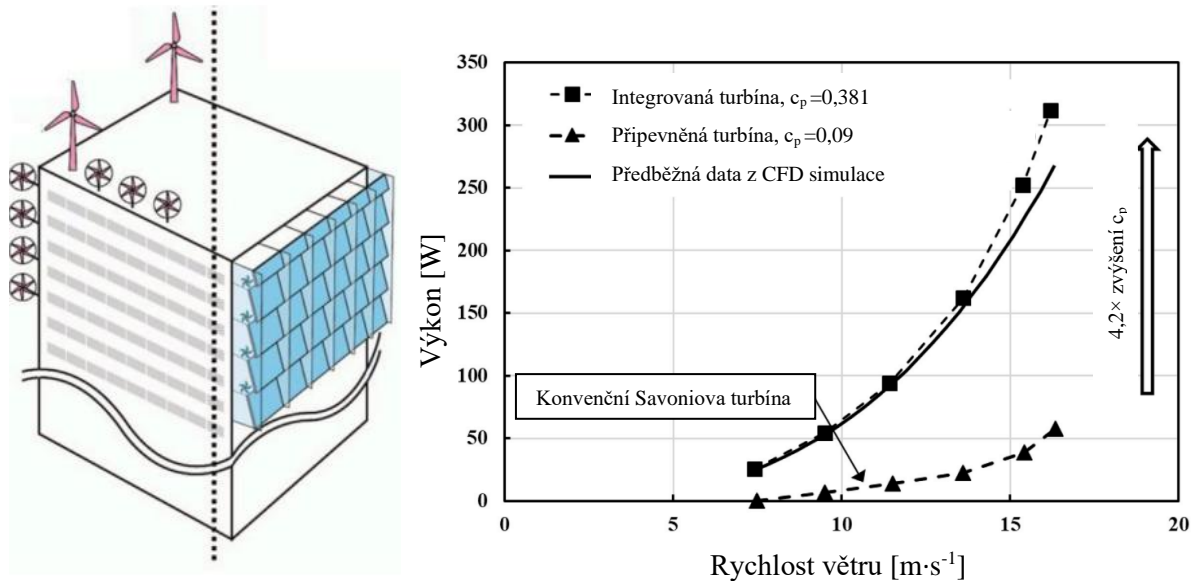 350
300
250
200
150
100
50
0
0
5
10
15
20
Výkon [W]
Rychlost větru [m·s-1]
Integrovaná turbína, cp=0,381
Připevněná turbína, cp=0,09
Předběžná data z CFD simulace
Konvenční Savoniova turbína
4,2× zvýšení cp